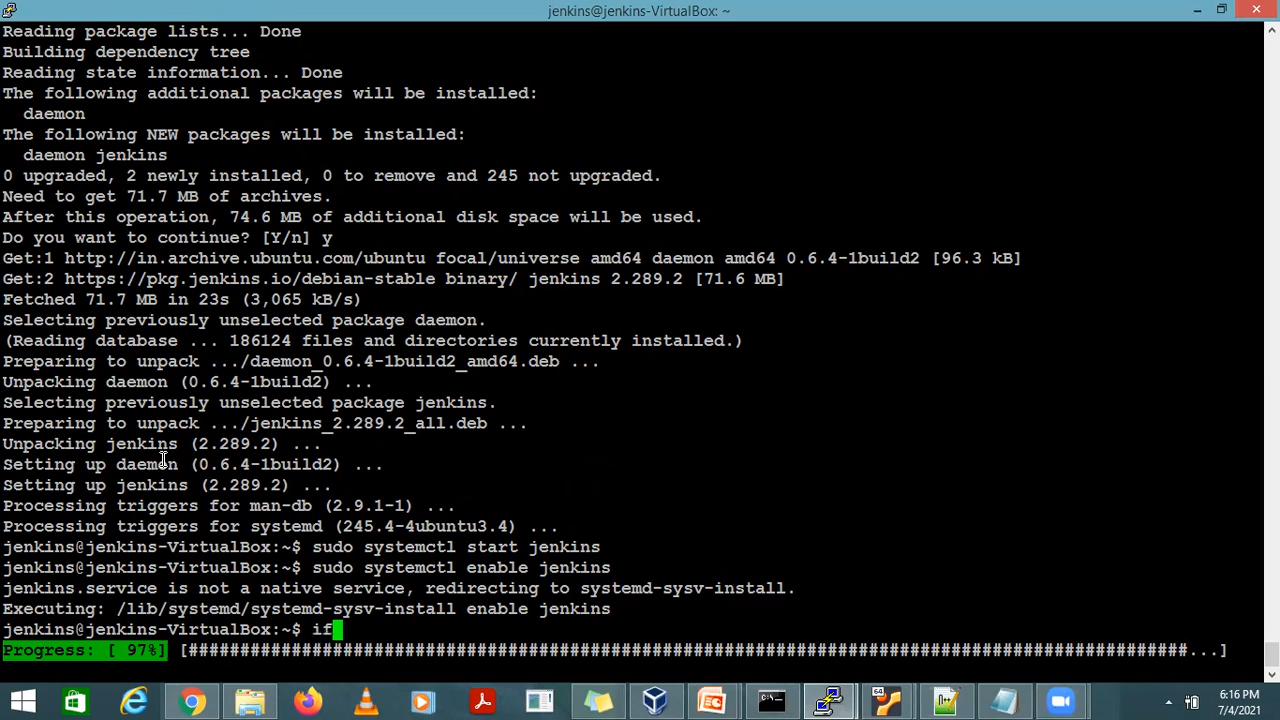 jenkins@jenkins-VirtualBox: ~
Reading package lists... Done
Building dependency tree
Reading state information... Done
The following additional packages will be installed:
  daemon
The following NEW packages will be installed:
  daemon jenkins
0 upgraded, 2 newly installed, 0 to remove and 245 not upgraded.
Need to get 71.7 MB of archives.
After this operation, 74.6 MB of additional disk space will be used.
Do you want to continue? [Y/n] y
Get:1 http://in.archive.ubuntu.com/ubuntu focal/universe amd64 daemon amd64 0.6.4-1build2 [96.3 kB]
Get:2 https://pkg.jenkins.io/debian-stable binary/ jenkins 2.289.2 [71.6 MB]
Fetched 71.7 MB in 23s (3,065 kB/s)
Selecting previously unselected package daemon.
(Reading database ... 186124 files and directories currently installed.)
Preparing to unpack .../daemon_0.6.4-1build2_amd64.deb ...
Unpacking daemon (0.6.4-1build2) ...
Selecting previously unselected package jenkins.
Preparing to unpack .../jenkins_2.289.2_all.deb ...
Unpacking jenkins (2.289.2) ...
Setting up daemon (0.6.4-1build2) ...
Setting up jenkins (2.289.2) ...
Processing triggers for man-db (2.9.1-1) ...
Processing triggers for systemd (245.4-4ubuntu3.4) ...
jenkins@jenkins-VirtualBox:~$ sudo systemctl start jenkins
jenkins@jenkins-VirtualBox:~$ sudo systemctl enable jenkins
jenkins.service is not a native service, redirecting to systemd-sysv-install.
Executing: /lib/systemd/systemd-sysv-install enable jenkins
jenkins@jenkins-VirtualBox:~$ if
Progress: [ 97%] [#################################################################################################...]
64
6:16 PM
7/4/2021